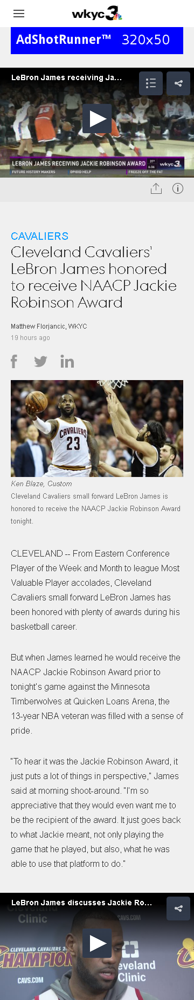 wkyc 3
AdShotRunner™ 320x50
LeBron James receiving Ja...
LEBRON JAMES RECEIVING JACKIE ROBINSON AWARD
37° wkyc 3
6:06
FUTURE HISTORY MAKERS OPIOID HELP FREEZE OFF THE FAT
CAVALIERS
Cleveland Cavaliers'
LeBron James honored
to receive NAACP Jackie
Robinson Award
Matthew Florjancic, WKYC
19 hours ago
CAVALIERS
23
Ken Blaze, Custom
Cleveland Cavaliers small forward LeBron James is
honored to receive the NAACP Jackie Robinson Award
tonight.
CLEVELAND -- From Eastern Conference
Player of the Week and Month to league Most
Valuable Player accolades, Cleveland
Cavaliers small forward LeBron James has
been honored with plenty of awards during his
basketball career.
But when James learned he would receive the
NAACP Jackie Robinson Award prior to
tonight's game against the Minnesota
Timberwolves at Quicken Loans Arena, the
13-year NBA veteran was filled with a sense of
pride.
"To hear it was the Jackie Robinson Award, it
just puts a lot of things in perspective," James
said at morning shoot-around. "I'm so
appreciative that they would even want me to
be the recipient of the award. It just goes back
to what Jackie meant, not only playing the
game that he played, but also, what he was
able to use that platform to do."
LeBron James discusses Jackie Ro...
Clinic
CAVS.COM
CLEVELAND CAVALIERS 2
CHAMPION
CAVS.COM
eveland
Clinic